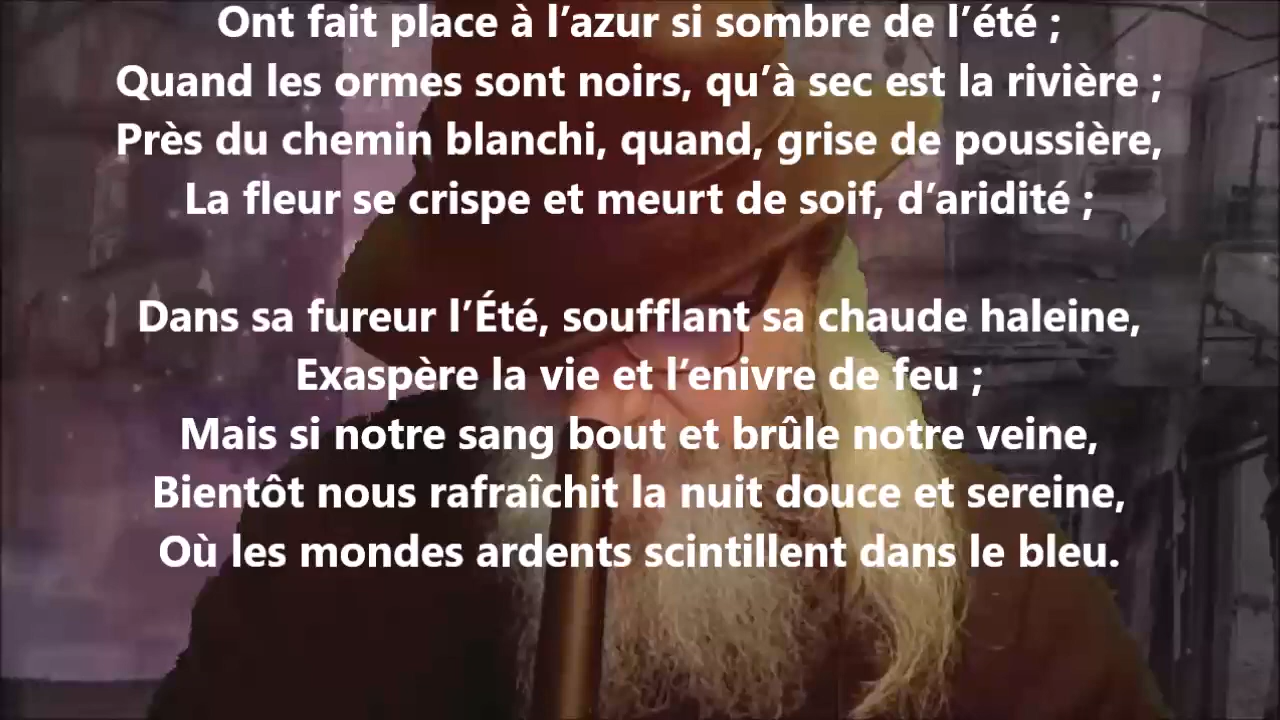 Ont fait place à l’azur si sombre de l’été ;
Quand les ormes sont noirs, qu’à sec est la rivière ;
Près du chemin blanchi, quand, grise de poussière,
La fleur se crispe et meurt de soif, d’aridité ;
Dans sa fureur l’Été, soufflant sa chaude haleine,
Exaspère la vie et l’enivre de feu ;
Mais si notre sang bout et brûle notre veine,
Bientôt nous rafraîchit la nuit douce et sereine,
Où les mondes ardents scintillent dans le bleu.